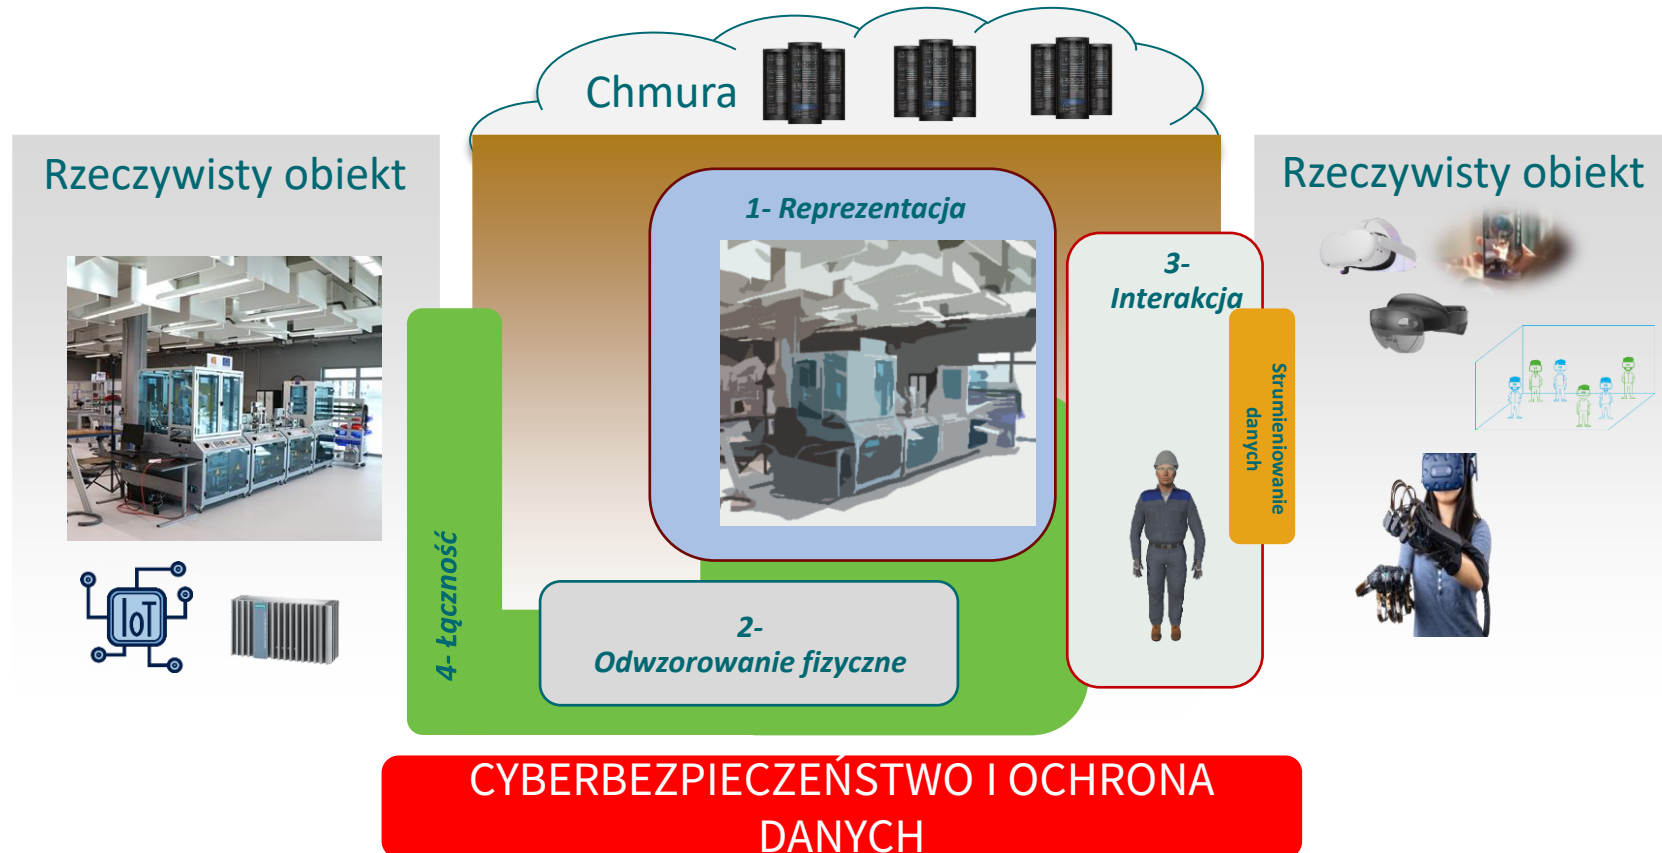 Chmura
Rzeczywisty obiekt
1- Reprezentacja
3-
Interakcja
Strumieniowanie
danych
Rzeczywisty obiekt
4- Łączność
IoT
2-
Odwzorowanie fizyczne
CYBERBEZPIECZEŃSTWO I OCHRONA
DANYCH